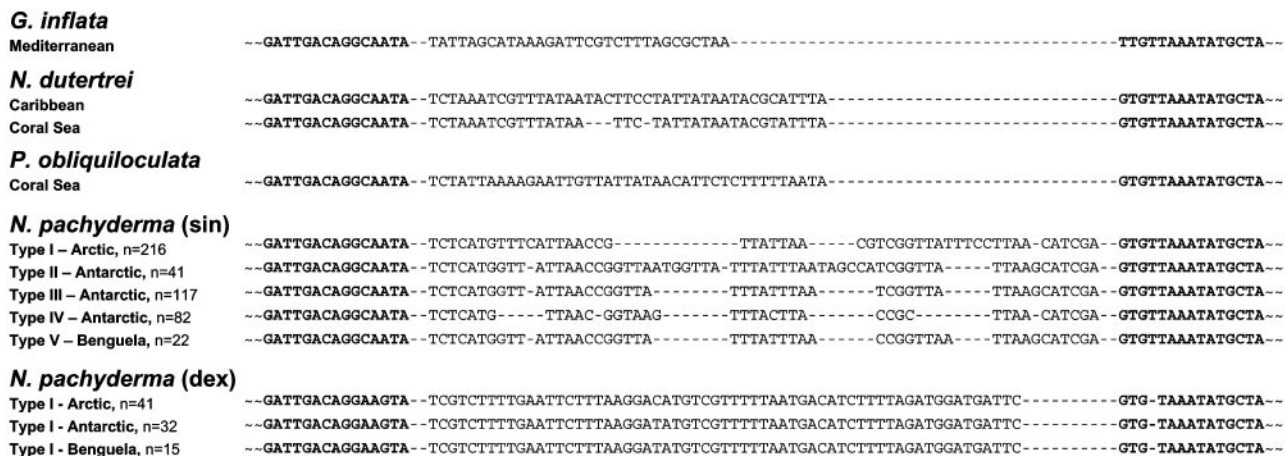 G. inflata
Mediterranean ~~GATTGACAGGCAATA--TATTAGCATAAAGATTCGTCTTTAGCGCTAA----------------------------------------TTGTTAAATATGCTA~~
N. dutertrei
Caribbean ~~GATTGACAGGCAATA--TCTAAATCGTTTATAATACTTCCTATTATAATACGCATTTA------------------------------GTGTTAAATATGCTA~~
Coral Sea ~~GATTGACAGGCAATA--TCTAAATCGTTTATAA---TTC-TATTATAATACGTATTTA------------------------------GTGTTAAATATGCTA~~
P. obliquiloculata
Coral Sea ~~GATTGACAGGCAATA--TCTATTAAAAGAATTGTTATTATAACATTCTCTTTTTAATA------------------------------GTGTTAAATATGCTA~~
N. pachyderma (sin)
Type I – Arctic, n=216 ~~GATTGACAGGCAATA--TCTCATGTTTCATTAACCG-------------TTATTAA-----CGTCGGTTATTTCCTTAA-CATCGA--GTGTTAAATATGCTA~~
Type II – Antarctic, n=41 ~~GATTGACAGGCAATA--TCTCATGGTT-ATTAACCGGTTAATGGTTA-TTTATTTAATAGCCATCGGTTA-----TTAAGCATCGA--GTGTTAAATATGCTA~~
Type III – Antarctic, n=117 ~~GATTGACAGGCAATA--TCTCATGGTT-ATTAACCGGTTA--------TTTATTTAA------TCGGTTA-----TTAAGCATCGA--GTGTTAAATATGCTA~~
Type IV – Antarctic, n=82 ~~GATTGACAGGCAATA--TCTCATG-----TTAAC-GGTAAG-------TTTACTTA-------CCGC--------TTAA-CATCGA--GTGTTAAATATGCTA~~
Type V – Benguela, n=22 ~~GATTGACAGGCAATA--TCTCATGGTT-ATTAACCGGTTA--------TTTATTTAA------CCGGTTAA----TTAAGCATCGA--GTGTTAAATATGCTA~~
N. pachyderma (dex)
Type I - Arctic, n=41 ~~GATTGACAGGAAGTA--TCGTCTTTTGAATTCTTTAAGGACATGTCGTTTTTAATGACATCTTTTAGATGGATGATTC----------GTG-TAAATATGCTA~~
Type I - Antarctic, n=32 ~~GATTGACAGGAAGTA--TCGTCTTTTGAATTCTTTAAGGATATGTCGTTTTTAATGACATCTTTTAGATGGATGATTC----------GTG-TAAATATGCTA~~
Type I - Benguela, n=15 ~~GATTGACAGGAAGTA--TCGTCTTTTGAATTCTTTAAGGATATGTCGTTTTTAATGACATCTTTTAGATGGATGATTC----------GTG-TAAATATGCTA~~